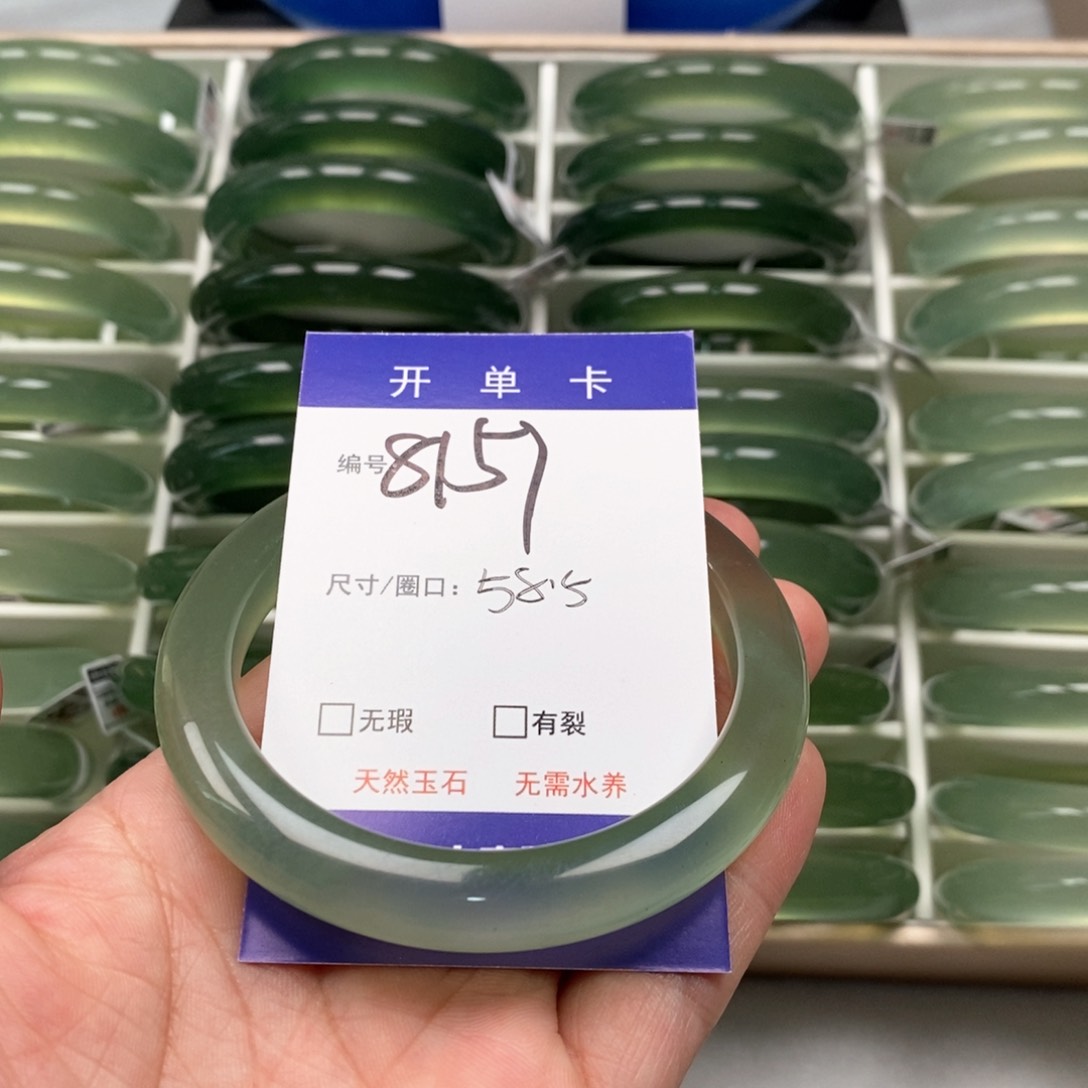 开单卡
编号8157
尺寸/圈口：58.5
□无瑕 □有裂
天然玉石 无需水养